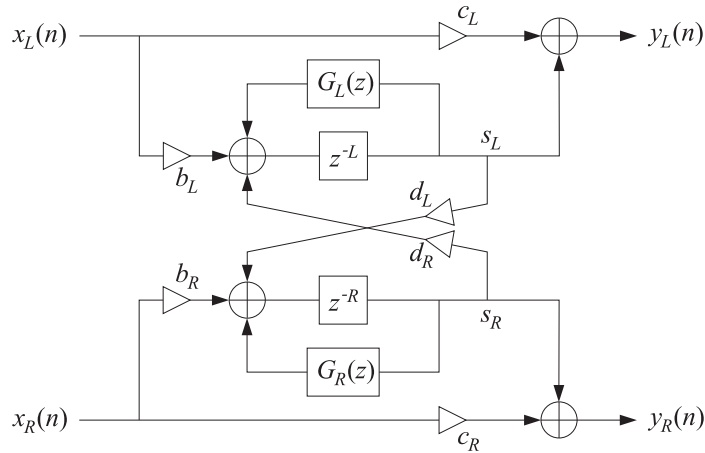 x_L(n) c_L y_L(n)
G_L(z)
z^{-L} s_L
b_L
d_L
d_R
b_R
z^{-R} s_R
G_R(z)
x_R(n) c_R y_R(n)